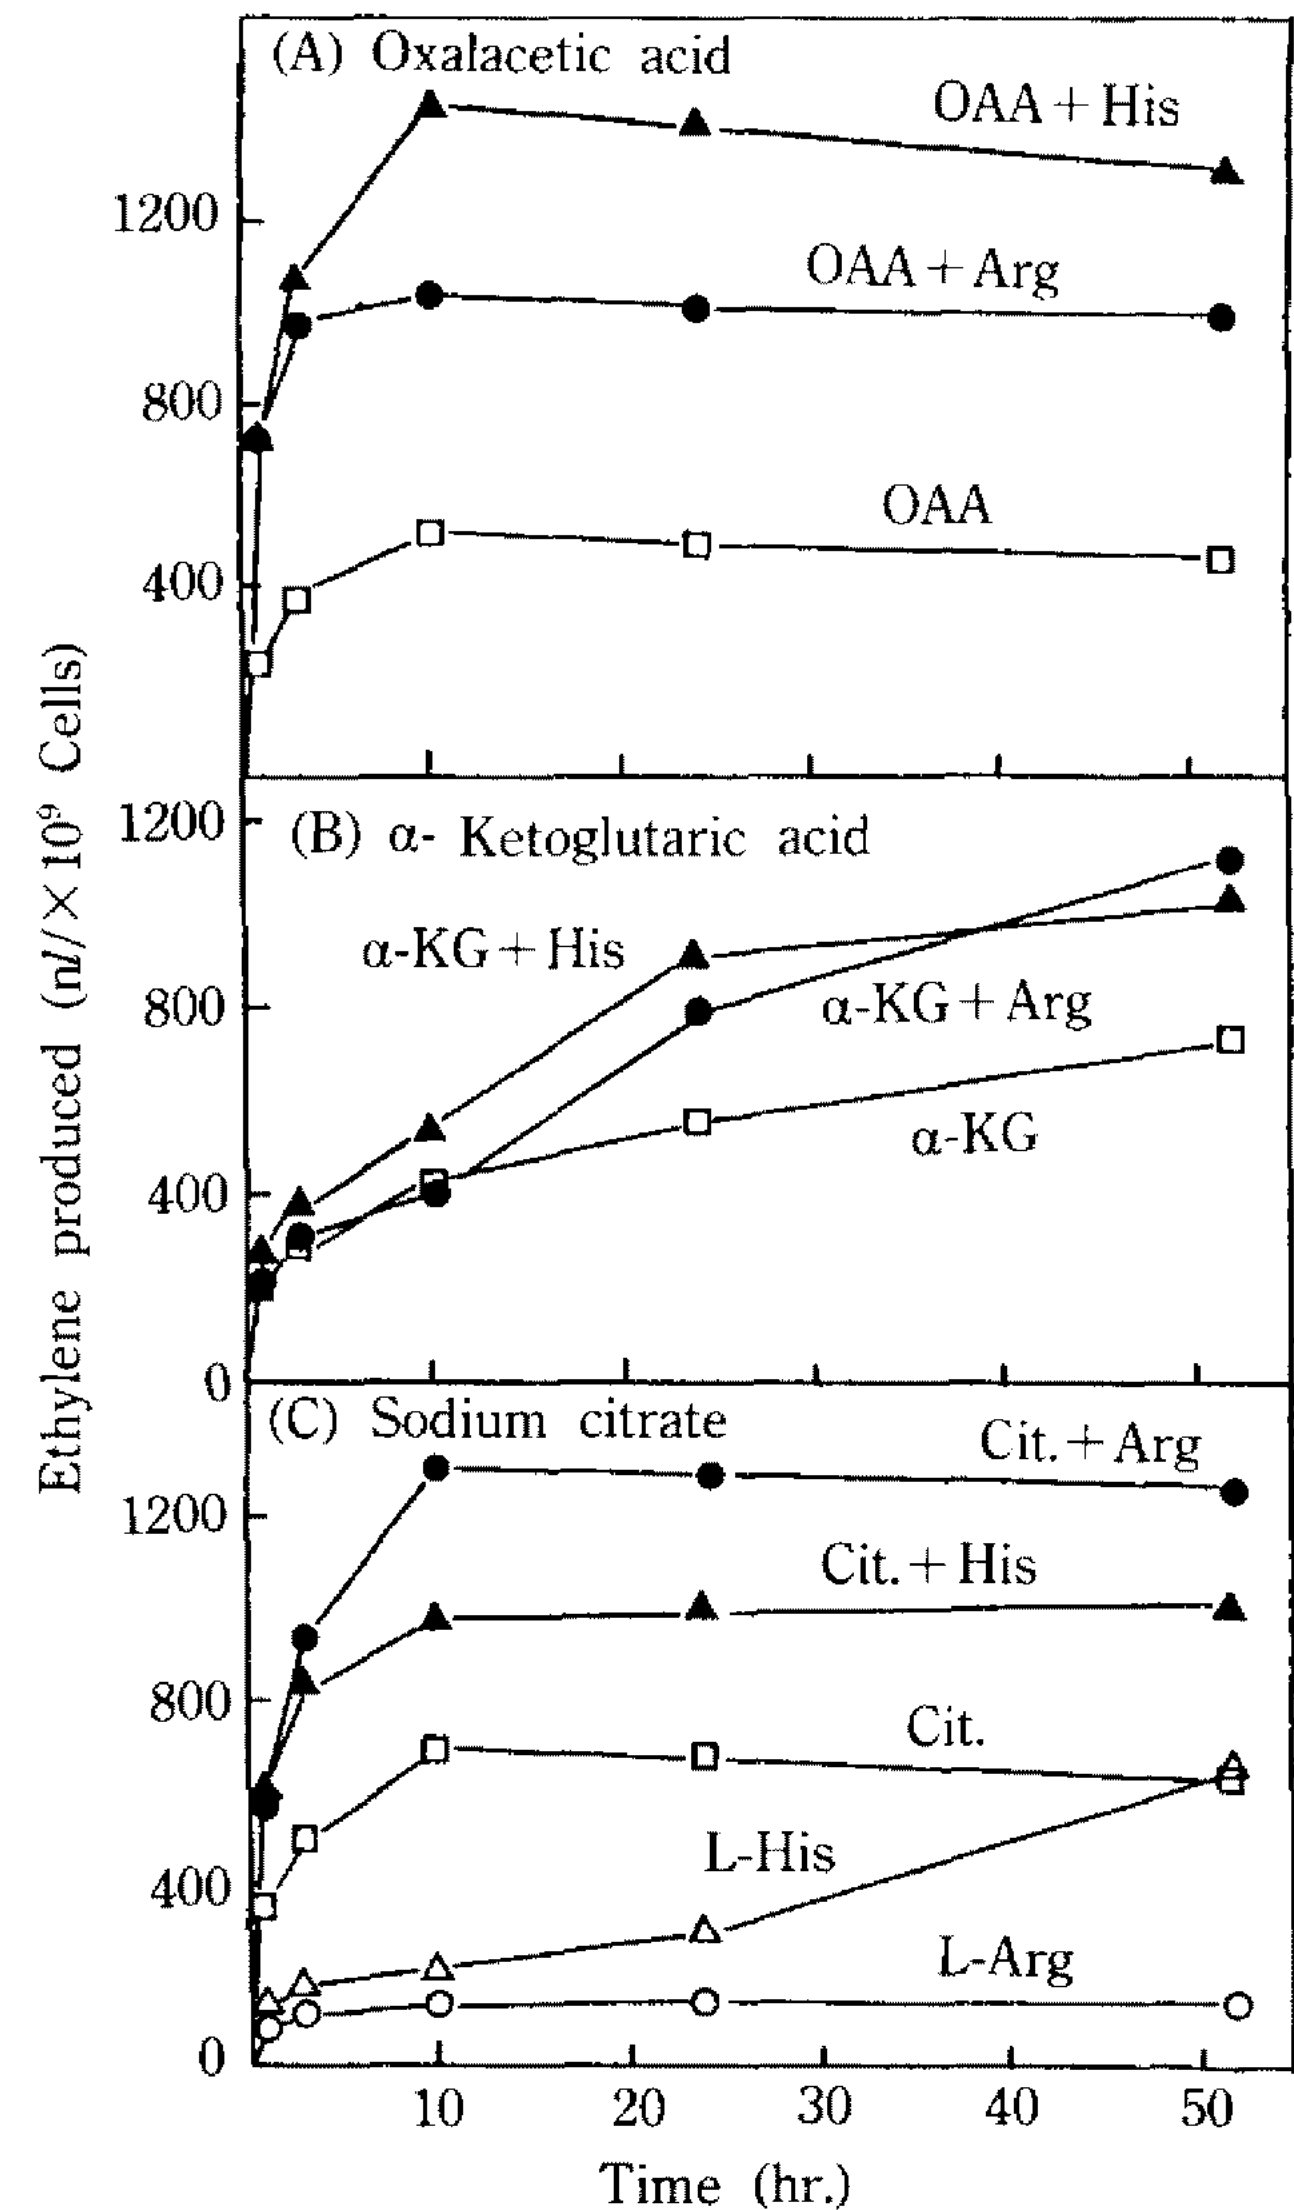 (A) Oxalacetic acid
OAA + His
1200
OAA + Arg
800
OAA
400
Ethylene produced (nl/×10⁹ Cells)
1200
(B) α- Ketoglutaric acid
α-KG + His
800
α-KG + Arg
α-KG
400
0
(C) Sodium citrate
Cit. + Arg
1200
Cit. + His
800
Cit.
L-His
400
L-Arg
0
10 20 30 40 50
Time (hr.)